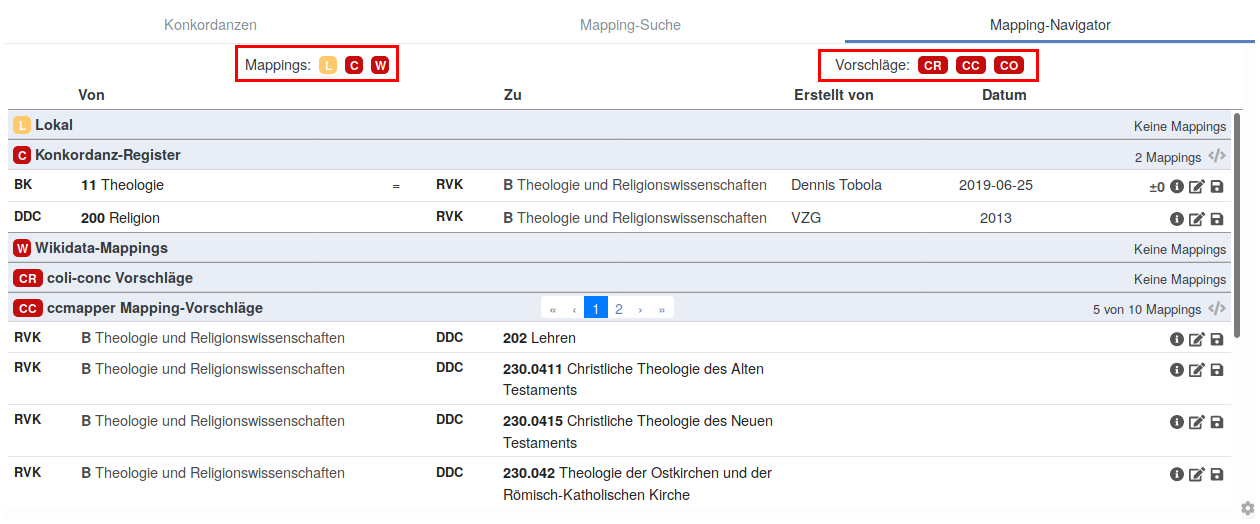 Konkordanzen Mapping-Suche Mapping-Navigator
Mappings: L C W Vorschläge: CR CC CO
Von Zu Erstellt von Datum
L Lokal Keine Mappings
C Konkordanz-Register 2 Mappings </>
BK 11 Theologie = RVK B Theologie und Religionswissenschaften Dennis Tobola 2019-06-25 ±0
DDC 200 Religion RVK B Theologie und Religionswissenschaften VZG 2013
W Wikidata-Mappings Keine Mappings
CR coli-conc Vorschläge Keine Mappings
CC ccmapper Mapping-Vorschläge « ‹ 1 2 › » 5 von 10 Mappings </>
RVK B Theologie und Religionswissenschaften DDC 202 Lehren
RVK B Theologie und Religionswissenschaften DDC 230.0411 Christliche Theologie des Alten
Testaments
RVK B Theologie und Religionswissenschaften DDC 230.0415 Christliche Theologie des Neuen
Testaments
RVK B Theologie und Religionswissenschaften DDC 230.042 Theologie der Ostkirchen und der
Römisch-Katholischen Kirche